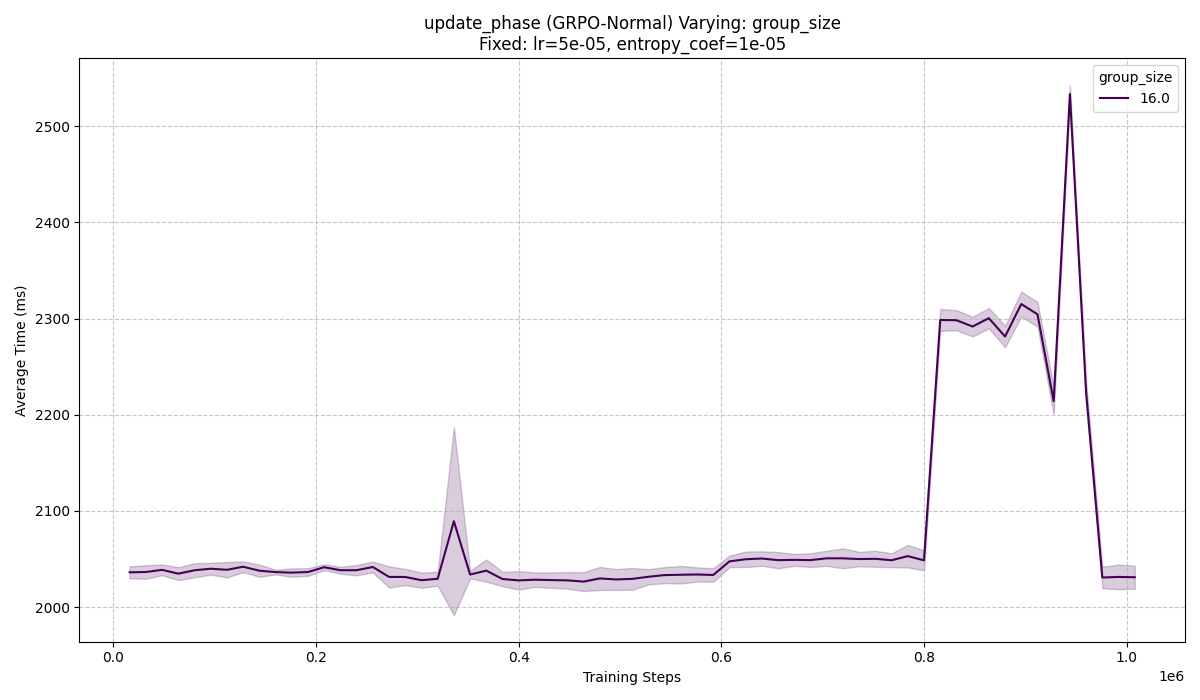 update_phase (GRPO-Normal) Varying: group_size
Fixed: lr=5e-05, entropy_coef=1e-05
group_size
16.0
Average Time (ms)
2500
2400
2300
2200
2100
2000
0.0
0.2
0.4
0.6
0.8
1.0
1e6
Training Steps